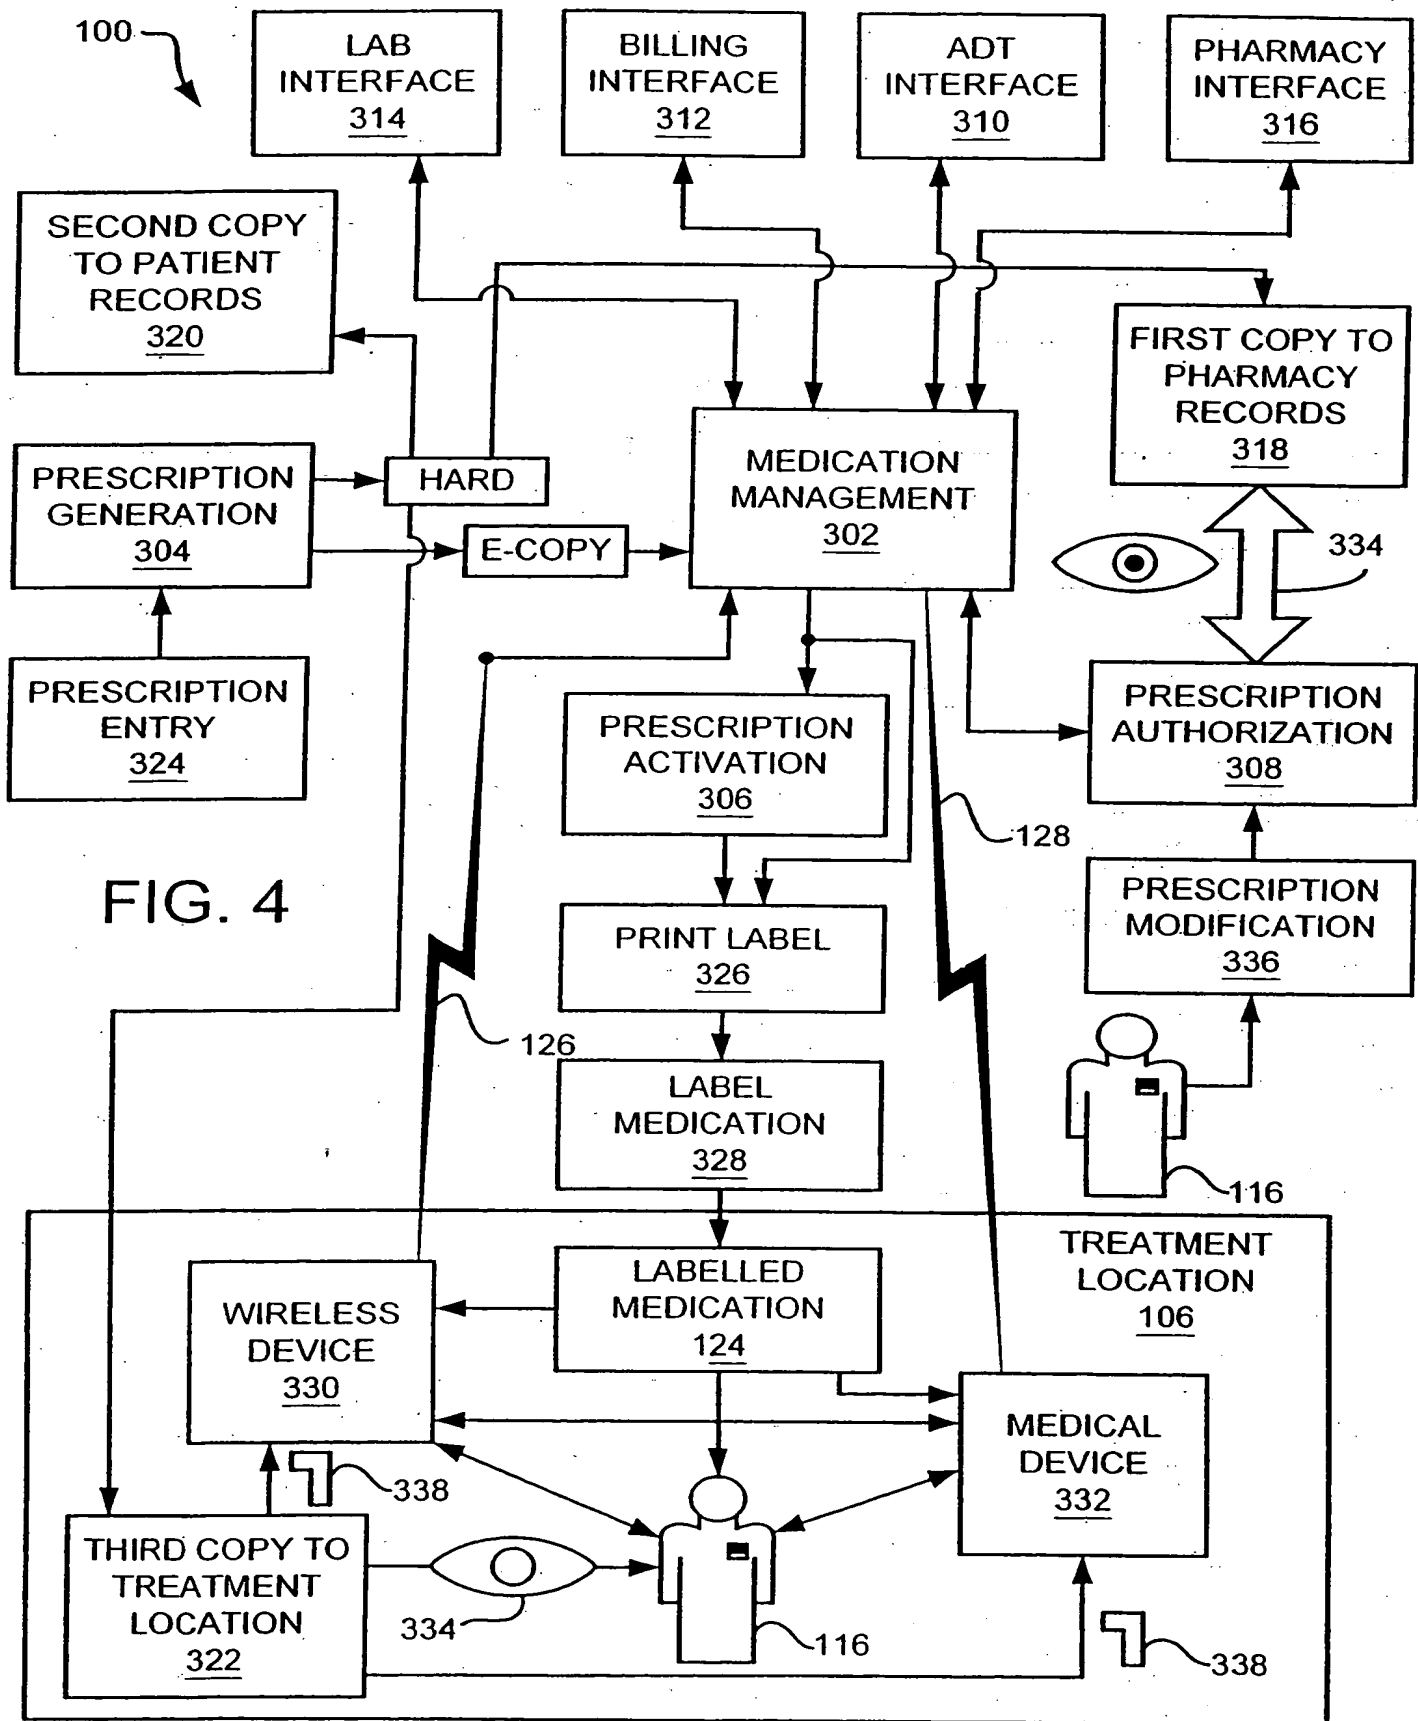 100
LAB
INTERFACE
314
BILLING
INTERFACE
312
ADT
INTERFACE
310
PHARMACY
INTERFACE
316
SECOND COPY
TO PATIENT
RECORDS
320
FIRST COPY TO
PHARMACY
RECORDS
318
PRESCRIPTION
GENERATION
304
HARD
E-COPY
MEDICATION
MANAGEMENT
302
334
PRESCRIPTION
ENTRY
324
PRESCRIPTION
ACTIVATION
306
PRESCRIPTION
AUTHORIZATION
308
128
FIG. 4
PRINT LABEL
326
PRESCRIPTION
MODIFICATION
336
126
LABEL
MEDICATION
328
116
TREATMENT
LOCATION
106
LABELLED
MEDICATION
124
WIRELESS
DEVICE
330
MEDICAL
DEVICE
332
338
THIRD COPY TO
TREATMENT
LOCATION
322
334
116
338